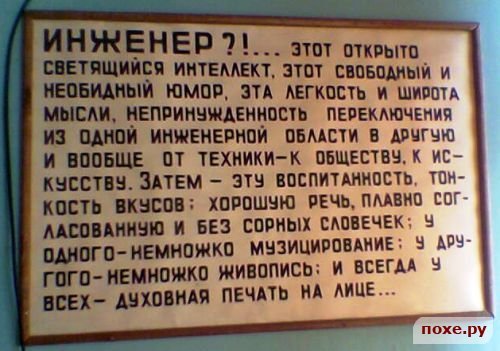 ИНЖЕНЕР?!... ЭТОТ ОТКРЫТО
СВЕТЯЩИЙСЯ ИНТЕЛЛЕКТ, ЭТОТ СВОБОДНЫЙ И
НЕОБИДНЫЙ ЮМОР, ЭТА ЛЕГКОСТЬ И ШИРОТА
МЫСЛИ, НЕПРИНУЖДЕННОСТЬ ПЕРЕКЛЮЧЕНИЯ
ИЗ ОДНОЙ ИНЖЕНЕРНОЙ ОБЛАСТИ В ДРУГУЮ
И ВООБЩЕ ОТ ТЕХНИКИ-К ОБЩЕСТВУ, К ИС-
КУССТВУ. ЗАТЕМ – ЭТУ ВОСПИТАННОСТЬ, ТОН-
КОСТЬ ВКУСОВ; ХОРОШУЮ РЕЧЬ, ПЛАВНО СОГ-
ЛАСОВАННУЮ И БЕЗ СОРНЫХ СЛОВЕЧЕК; У
ОДНОГО-НЕМНОЖКО МУЗИЦИРОВАНИЕ; У ДРУ-
ГОГО-НЕМНОЖКО ЖИВОПИСЬ; И ВСЕГДА У
ВСЕХ– ДУХОВНАЯ ПЕЧАТЬ НА ЛИЦЕ...
похе.ру